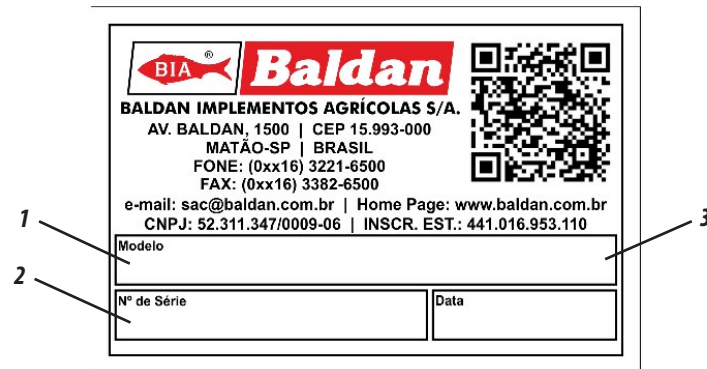 BIA ® Baldan
BALDAN IMPLEMENTOS AGRÍCOLAS S/A.
AV. BALDAN, 1500 | CEP 15.993-000
MATÃO-SP | BRASIL
FONE: (0xx16) 3221-6500
FAX: (0xx16) 3382-6500
e-mail: sac@baldan.com.br | Home Page: www.baldan.com.br
CNPJ: 52.311.347/0009-06 | INSCR. EST.: 441.016.953.110
1
3
Modelo
2
Nº de Série
Data